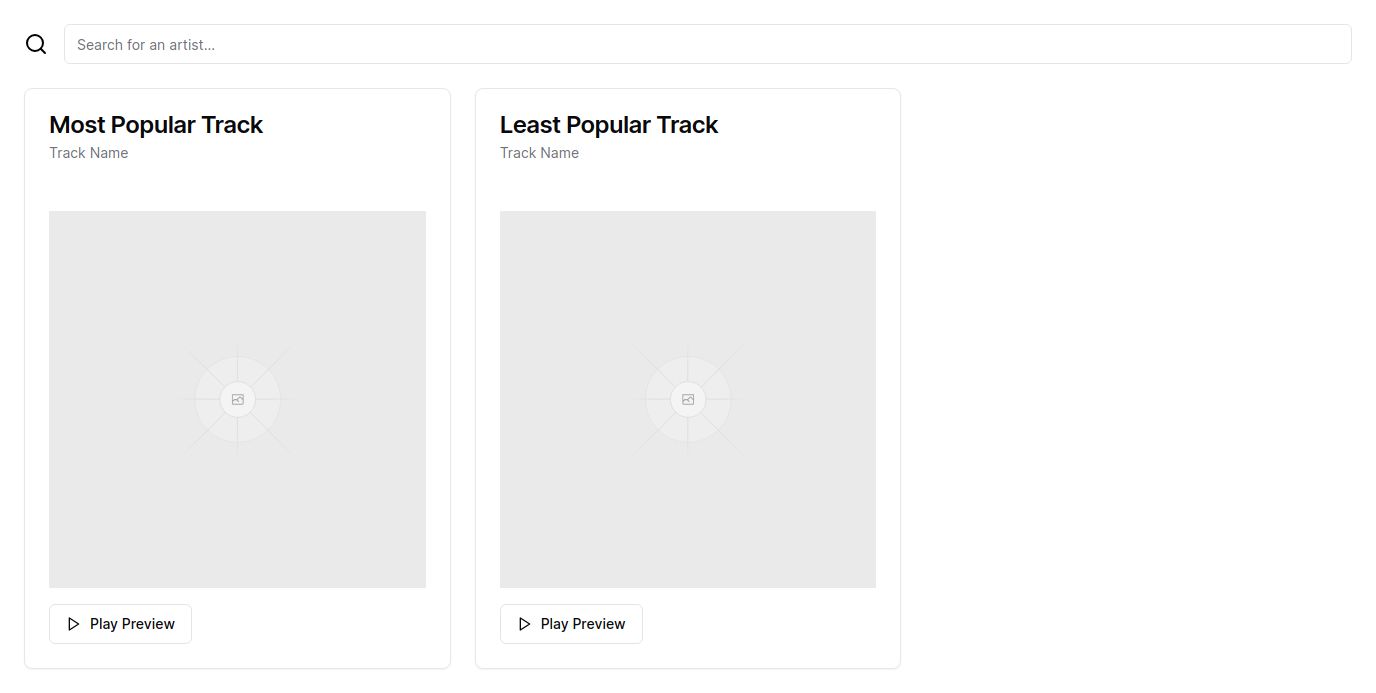 Search for an artist...
Most Popular Track
Track Name
Play Preview
Least Popular Track
Track Name
Play Preview